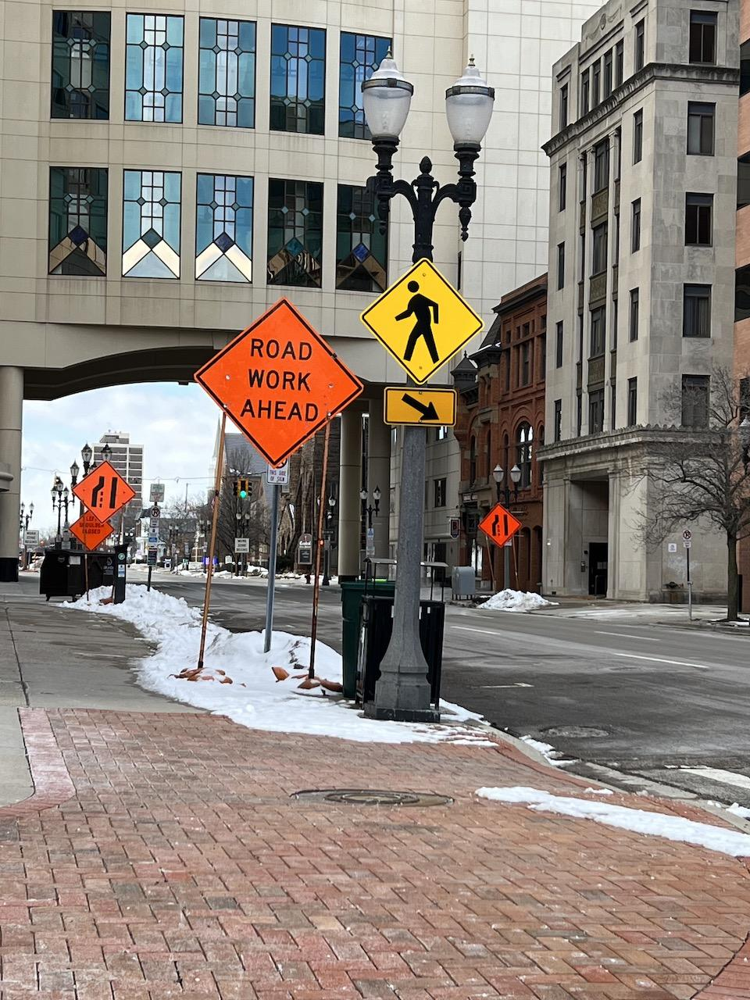 ROAD
WORK
AHEAD
THIS SIDE
OF SIGN
LEFT
SHOULDER
CLOSED